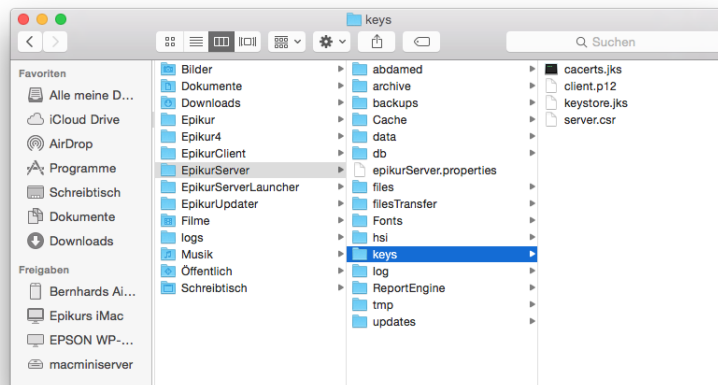 keys
Suchen
Favoriten
Alle meine D...
iCloud Drive
AirDrop
Programme
Schreibtisch
Dokumente
Downloads
Freigaben
Bernhards Ai...
Epikurs iMac
EPSON WP-...
macminiserver
Bilder
Dokumente
Downloads
Epikur
Epikur4
EpikurClient
EpikurServer
EpikurServerLauncher
EpikurUpdater
Filme
logs
Musik
Öffentlich
Schreibtisch
abdamed
archive
backups
Cache
data
db
epikurServer.properties
files
filesTransfer
Fonts
hsi
keys
log
ReportEngine
tmp
updates
cacerts.jks
client.p12
keystore.jks
server.csr